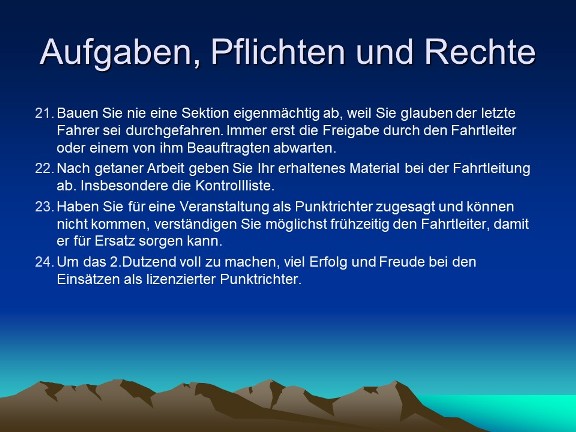 Aufgaben, Pflichten und Rechte
21. Bauen Sie nie eine Sektion eigenmächtig ab, weil Sie glauben der letzte
Fahrer sei durchgefahren. Immer erst die Freigabe durch den Fahrtleiter
oder einem von ihm Beauftragten abwarten.
22. Nach getaner Arbeit geben Sie Ihr erhaltenes Material bei der Fahrtleitung
ab. Insbesondere die Kontrollliste.
23. Haben Sie für eine Veranstaltung als Punktrichter zugesagt und können
nicht kommen, verständigen Sie möglichst frühzeitig den Fahrtleiter, damit
er für Ersatz sorgen kann.
24. Um das 2.Dutzend voll zu machen, viel Erfolg und Freude bei den
Einsätzen als lizenzierter Punktrichter.